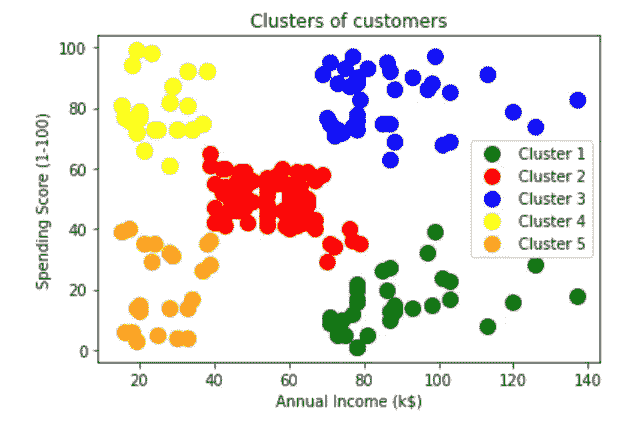 Clusters of customers
Spending Score (1-100)
100
80
60
40
20
0
Cluster 1
Cluster 2
Cluster 3
Cluster 4
Cluster 5
20 40 60 80 100 120 140
Annual Income (k$)